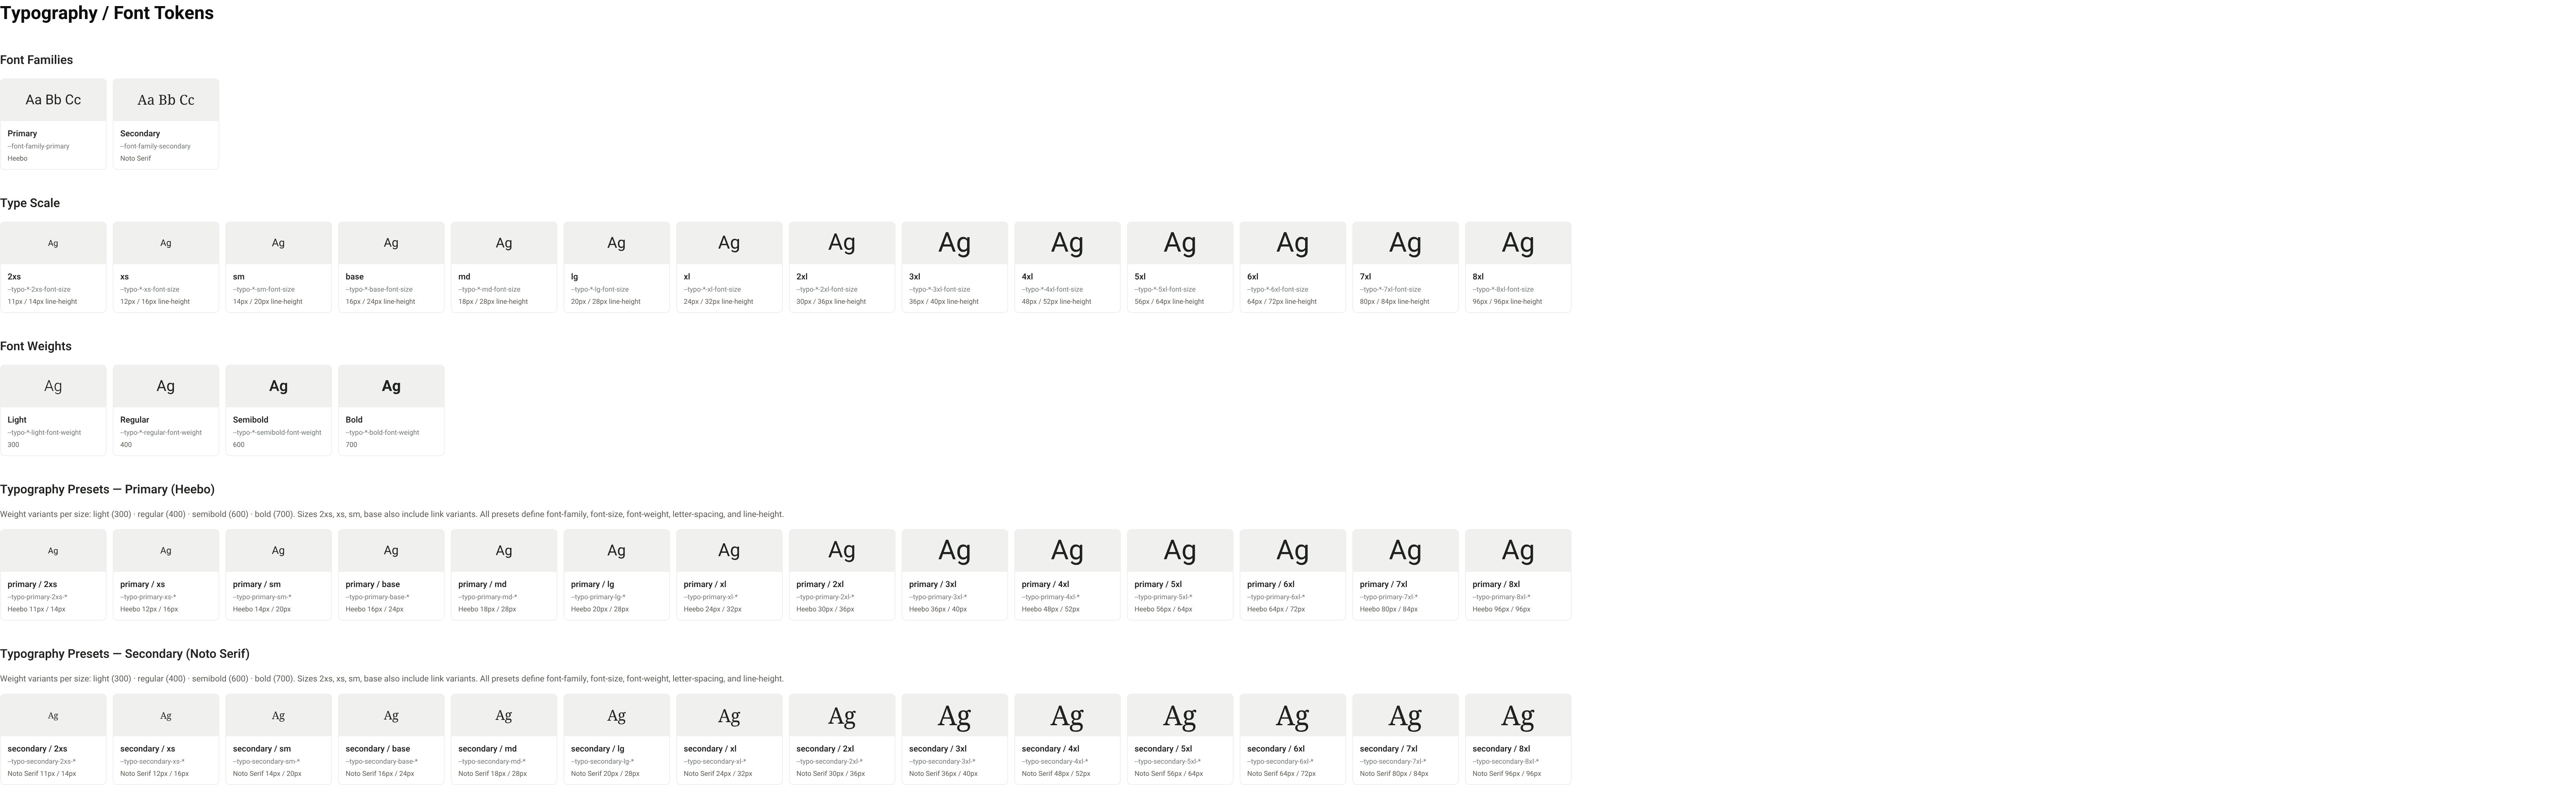 Typography / Font Tokens
Font Families
Aa Bb Cc
Primary
--font-family-primary
Heebo
Aa Bb Cc
Secondary
--font-family-secondary
Noto Serif
Type Scale
Ag
2xs
--typo-*-2xs-font-size
11px / 14px line-height
Ag
xs
--typo-*-xs-font-size
12px / 16px line-height
Ag
sm
--typo-*-sm-font-size
14px / 20px line-height
Ag
base
--typo-*-base-font-size
16px / 24px line-height
Ag
md
--typo-*-md-font-size
18px / 28px line-height
Ag
lg
--typo-*-lg-font-size
20px / 28px line-height
Ag
xl
--typo-*-xl-font-size
24px / 32px line-height
Ag
2xl
--typo-*-2xl-font-size
30px / 36px line-height
Ag
3xl
--typo-*-3xl-font-size
36px / 40px line-height
Ag
4xl
--typo-*-4xl-font-size
48px / 52px line-height
Ag
5xl
--typo-*-5xl-font-size
56px / 64px line-height
Ag
6xl
--typo-*-6xl-font-size
64px / 72px line-height
Ag
7xl
--typo-*-7xl-font-size
80px / 84px line-height
Ag
8xl
--typo-*-8xl-font-size
96px / 96px line-height
Font Weights
Ag
Light
--typo-*-light-font-weight
300
Ag
Regular
--typo-*-regular-font-weight
400
Ag
Semibold
--typo-*-semibold-font-weight
600
Ag
Bold
--typo-*-bold-font-weight
700
Typography Presets — Primary (Heebo)
Weight variants per size: light (300) · regular (400) · semibold (600) · bold (700). Sizes 2xs, xs, sm, base also include link variants. All presets define font-family, font-size, font-weight, letter-spacing, and line-height.
Ag
primary / 2xs
--typo-primary-2xs-*
Heebo 11px / 14px
Ag
primary / xs
--typo-primary-xs-*
Heebo 12px / 16px
Ag
primary / sm
--typo-primary-sm-*
Heebo 14px / 20px
Ag
primary / base
--typo-primary-base-*
Heebo 16px / 24px
Ag
primary / md
--typo-primary-md-*
Heebo 18px / 28px
Ag
primary / lg
--typo-primary-lg-*
Heebo 20px / 28px
Ag
primary / xl
--typo-primary-xl-*
Heebo 24px / 32px
Ag
primary / 2xl
--typo-primary-2xl-*
Heebo 30px / 36px
Ag
primary / 3xl
--typo-primary-3xl-*
Heebo 36px / 40px
Ag
primary / 4xl
--typo-primary-4xl-*
Heebo 48px / 52px
Ag
primary / 5xl
--typo-primary-5xl-*
Heebo 56px / 64px
Ag
primary / 6xl
--typo-primary-6xl-*
Heebo 64px / 72px
Ag
primary / 7xl
--typo-primary-7xl-*
Heebo 80px / 84px
Ag
primary / 8xl
--typo-primary-8xl-*
Heebo 96px / 96px
Typography Presets — Secondary (Noto Serif)
Weight variants per size: light (300) · regular (400) · semibold (600) · bold (700). Sizes 2xs, xs, sm, base also include link variants. All presets define font-family, font-size, font-weight, letter-spacing, and line-height.
Ag
secondary / 2xs
--typo-secondary-2xs-*
Noto Serif 11px / 14px
Ag
secondary / xs
--typo-secondary-xs-*
Noto Serif 12px / 16px
Ag
secondary / sm
--typo-secondary-sm-*
Noto Serif 14px / 20px
Ag
secondary / base
--typo-secondary-base-*
Noto Serif 16px / 24px
Ag
secondary / md
--typo-secondary-md-*
Noto Serif 18px / 28px
Ag
secondary / lg
--typo-secondary-lg-*
Noto Serif 20px / 28px
Ag
secondary / xl
--typo-secondary-xl-*
Noto Serif 24px / 32px
Ag
secondary / 2xl
--typo-secondary-2xl-*
Noto Serif 30px / 36px
Ag
secondary / 3xl
--typo-secondary-3xl-*
Noto Serif 36px / 40px
Ag
secondary / 4xl
--typo-secondary-4xl-*
Noto Serif 48px / 52px
Ag
secondary / 5xl
--typo-secondary-5xl-*
Noto Serif 56px / 64px
Ag
secondary / 6xl
--typo-secondary-6xl-*
Noto Serif 64px / 72px
Ag
secondary / 7xl
--typo-secondary-7xl-*
Noto Serif 80px / 84px
Ag
secondary / 8xl
--typo-secondary-8xl-*
Noto Serif 96px / 96px